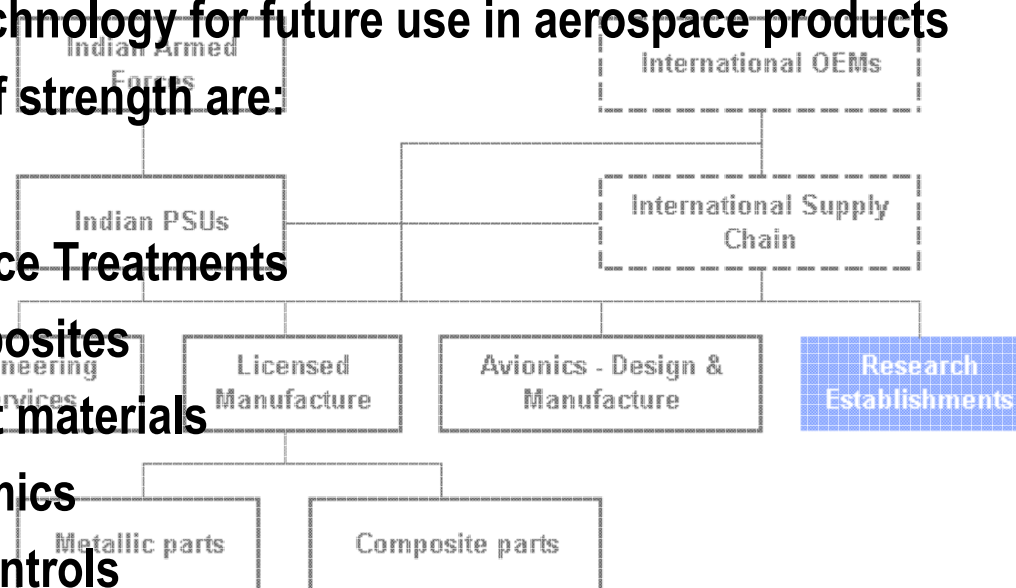 chnology for future use in aerospace products
Indian Armed
Forces
International OEMs
f strength are:
Indian PSUs
International Supply
Chain
ce Treatments
posites
neering
rvices
Licensed
Manufacture
Avionics - Design &
Manufacture
Research
Establishments
t materials
nics
Metallic parts
Composite parts
ntrols